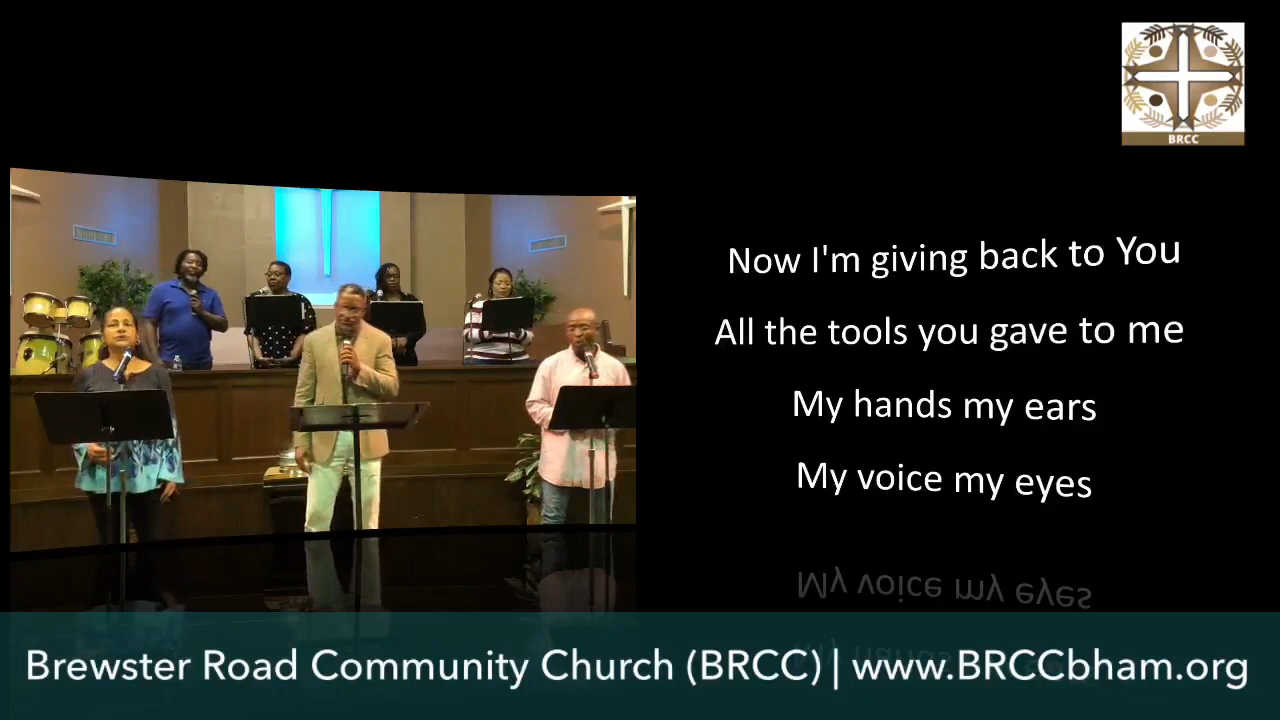 BRCC
Now I'm giving back to You
All the tools you gave to me
My hands my ears
My voice my eyes
My voice my eyes
Brewster Road Community Church (BRCC) | www.BRCCbham.org